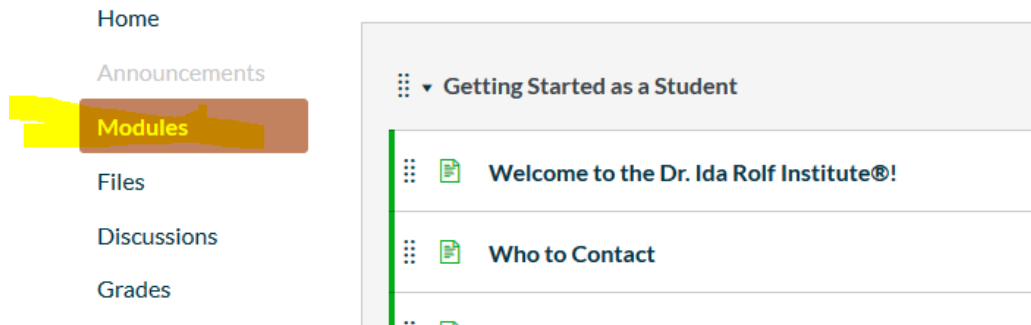 Home
Announcements
Modules
Files
Discussions
Grades
Getting Started as a Student
Welcome to the Dr. Ida Rolf Institute®!
Who to Contact